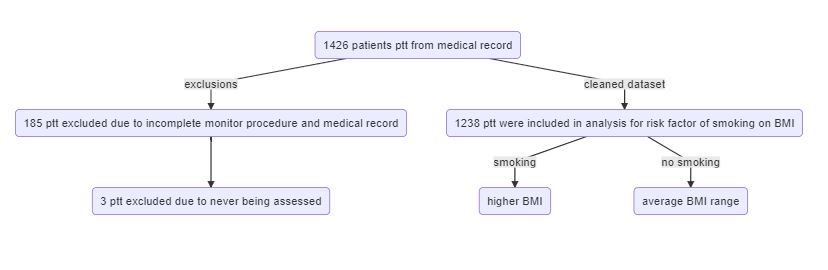 1426 patients ptt from medical record
exclusions
cleaned dataset
185 ptt excluded due to incomplete monitor procedure and medical record
1238 ptt were included in analysis for risk factor of smoking on BMI
smoking
no smoking
3 ptt excluded due to never being assessed
higher BMI
average BMI range